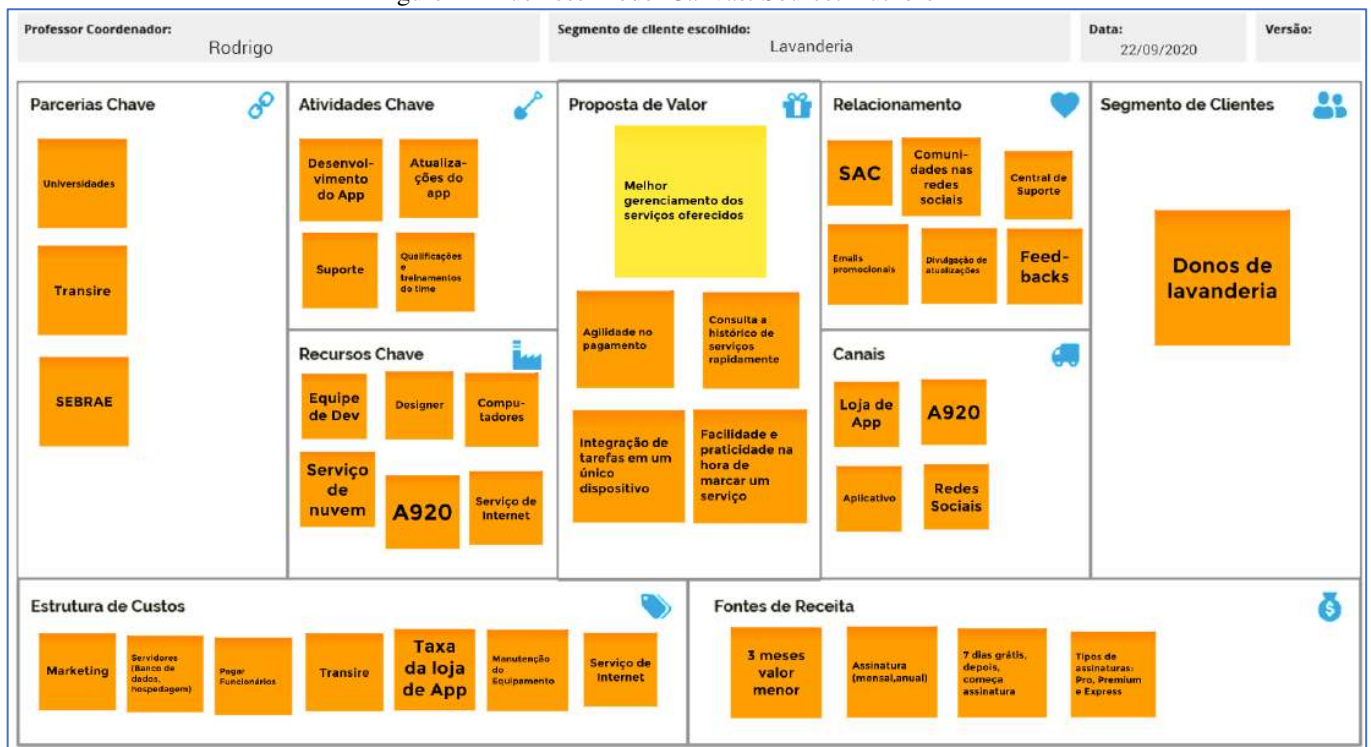 Professor Coordenador:
Rodrigo
Segmento de cliente escolhido:
Lavanderia
Data:
22/09/2020
Versão:
Parcerias Chave
Universidades
Transire
SEBRAE
Atividades Chave
Desenvol-
vimento
do App
Atualiza-
ções do
app
Suporte
Qualificações
e
treinamentos
do time
Recursos Chave
Equipe
de Dev
Designer
Compu-
tadores
Serviço
de
nuvem
A920
Serviço de
Internet
Proposta de Valor
Melhor
gerenciamento dos
serviços oferecidos
Agilidade no
pagamento
Consulta a
histórico de
serviços
rapidamente
Integração de
tarefas em um
único
dispositivo
Facilidade e
praticidade na
hora de
marcar um
serviço
Relacionamento
SAC
Comuni-
dades nas
redes
sociais
Central de
Suporte
Emails
promocionais
Divulgação de
atualizações
Feed-
backs
Canais
Loja de
App
A920
Aplicativo
Redes
Sociais
Segmento de Clientes
Donos de
lavanderia
Estrutura de Custos
Marketing
Servidores
(Banco de
dados,
hospedagem)
Pagar
Funcionários
Transire
Taxa
da loja
de App
Manutenção
do
Equipamento
Serviço de
Internet
Fontes de Receita
3 meses
valor
menor
Assinatura
(mensal,anual)
7 dias grátis,
depois,
começa
assinatura
Tipos de
assinaturas:
Pro, Premium
e Express